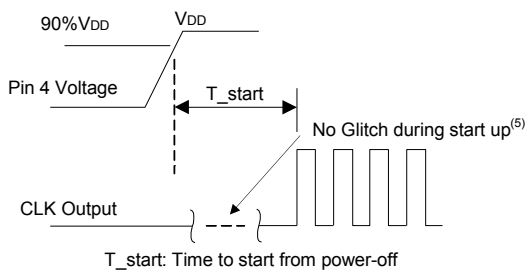 90%VDD
VDD
Pin 4 Voltage
T_start
No Glitch during start up(5)
CLK Output
T_start: Time to start from power-off